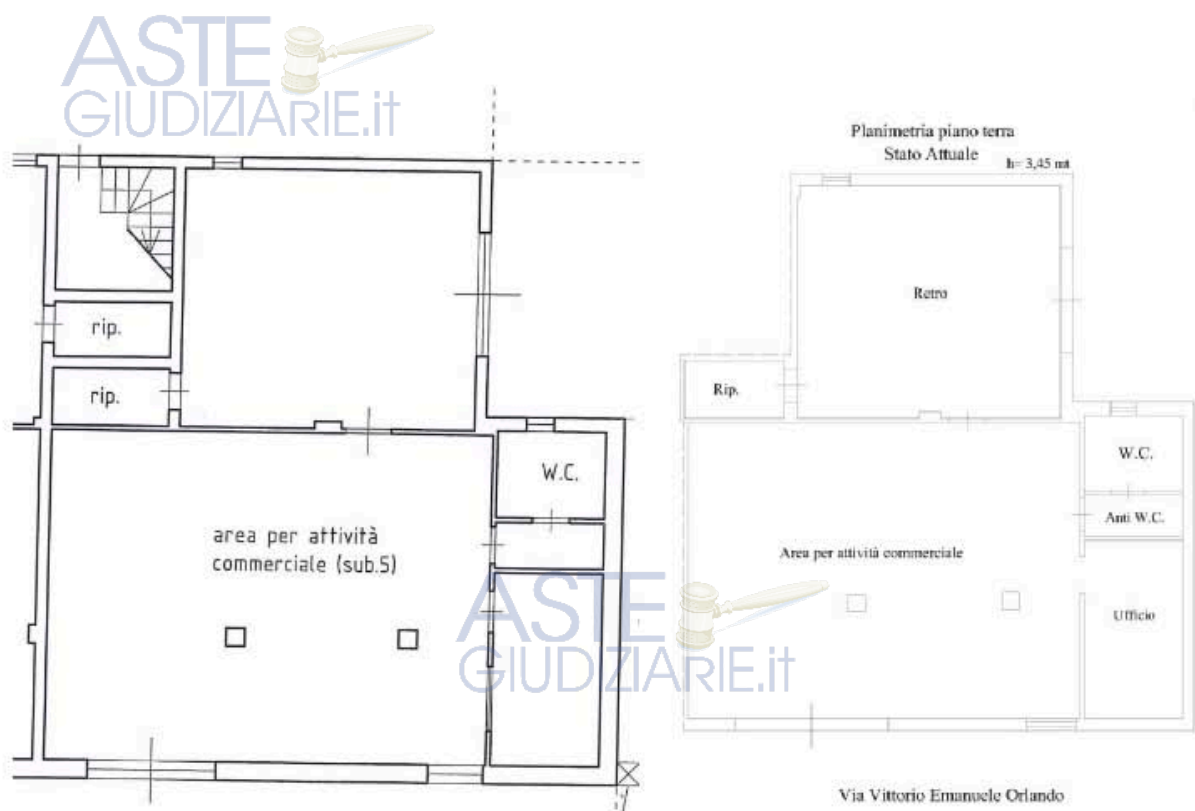 ASTE
GIUDIZIARIE.it
rip.
rip.
W.C.
area per attività
commerciale (sub.5)
Planimetria piano terra
Stato Attuale
h= 3,45 mt
Retro
Rip.
W.C.
Anti W.C.
Area per attività commerciale
Ufficio
ASTE
GIUDIZIARIE.it
Via Vittorio Emanuele Orlando